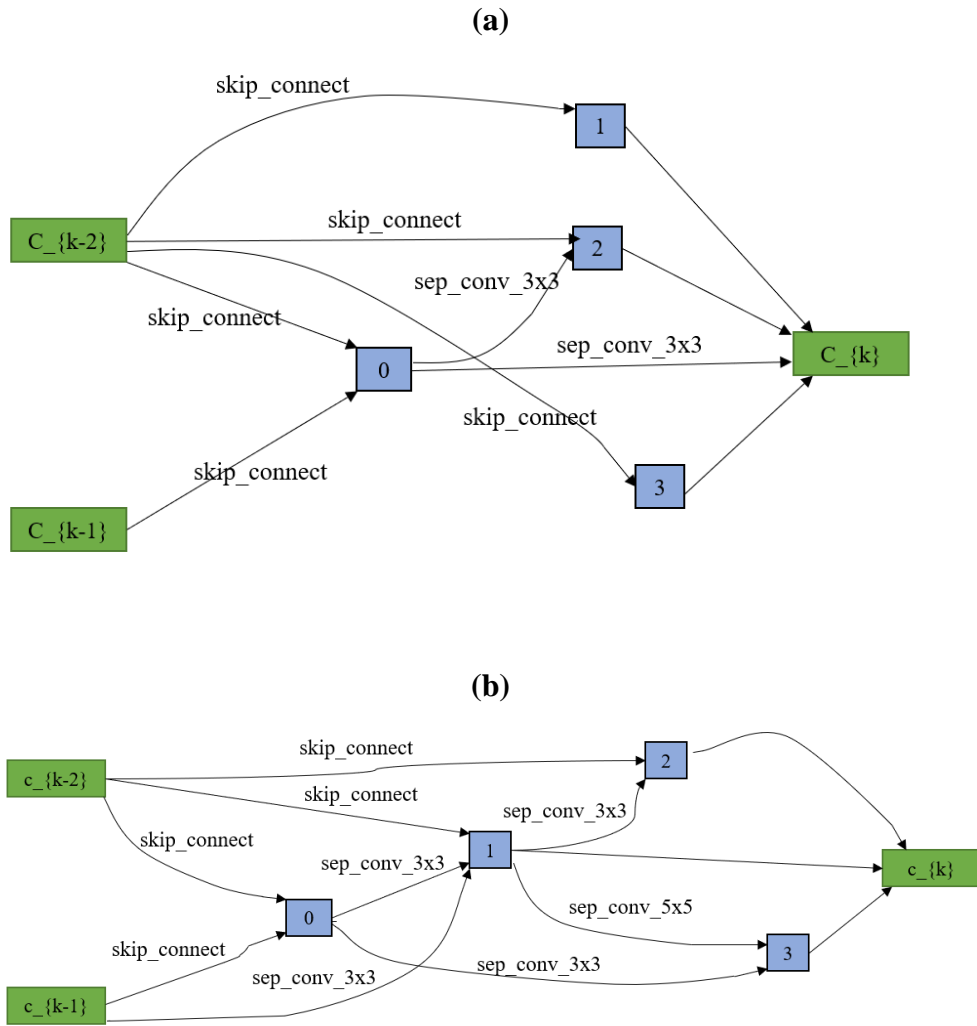 (a)
skip_connect
1
C_{k-2}
skip_connect
2
sep_conv_3x3
skip_connect
sep_conv_3x3
C_{k}
0
skip_connect
skip_connect
3
C_{k-1}
(b)
skip_connect
2
c_{k-2}
skip_connect
sep_conv_3x3
skip_connect
1
sep_conv_3x3
c_{k}
sep_conv_5x5
0
skip_connect
3
sep_conv_3x3
sep_conv_3x3
c_{k-1}